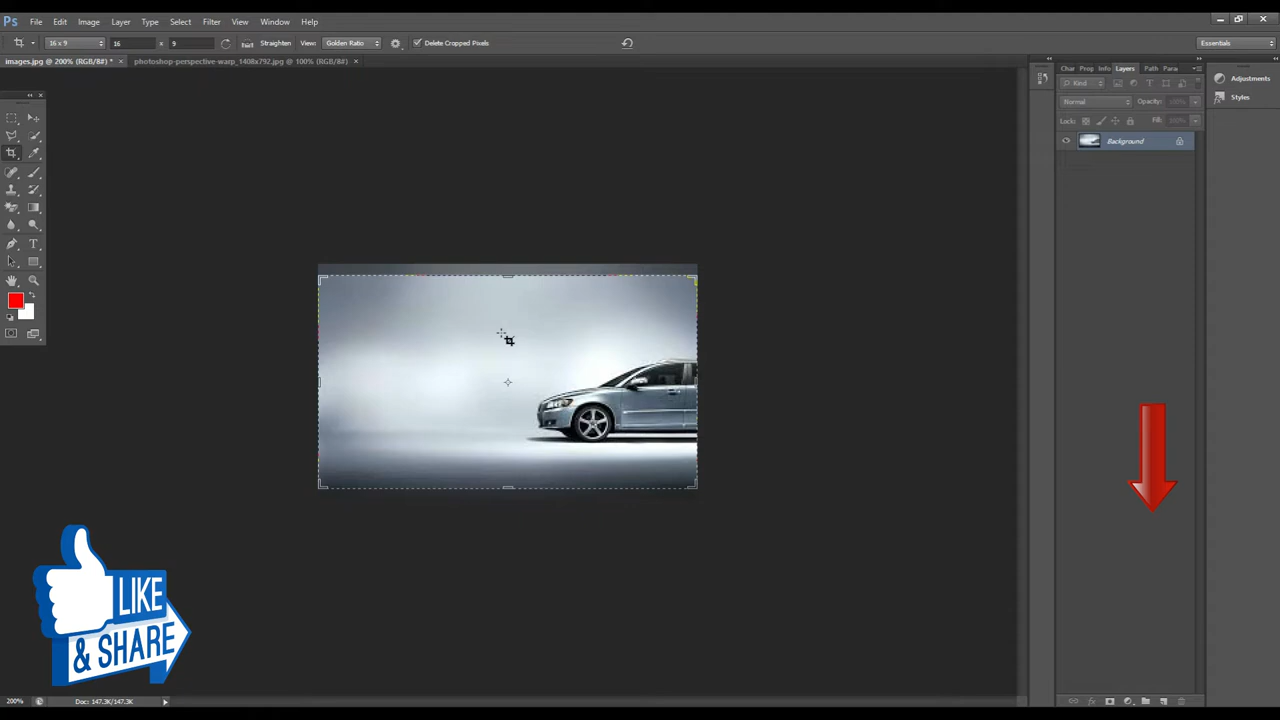 Ps File Edit Image Layer Type Select Filter View Window Help
16 x 9 16 x 9 Straighten View: Golden Ratio Delete Cropped Pixels Essentials
images.jpg @ 200% (RGB/8#) * × photoshop-perspective-warp_1408x792.jpg @ 100% (RGB/8#) ×
Char Prop Info Layers Path Para
Kind
Normal Opacity: 100%
Lock: Fill: 100%
Background
Adjustments
Styles
LIKE
& SHARE
200% Doc: 147.3K/147.3K